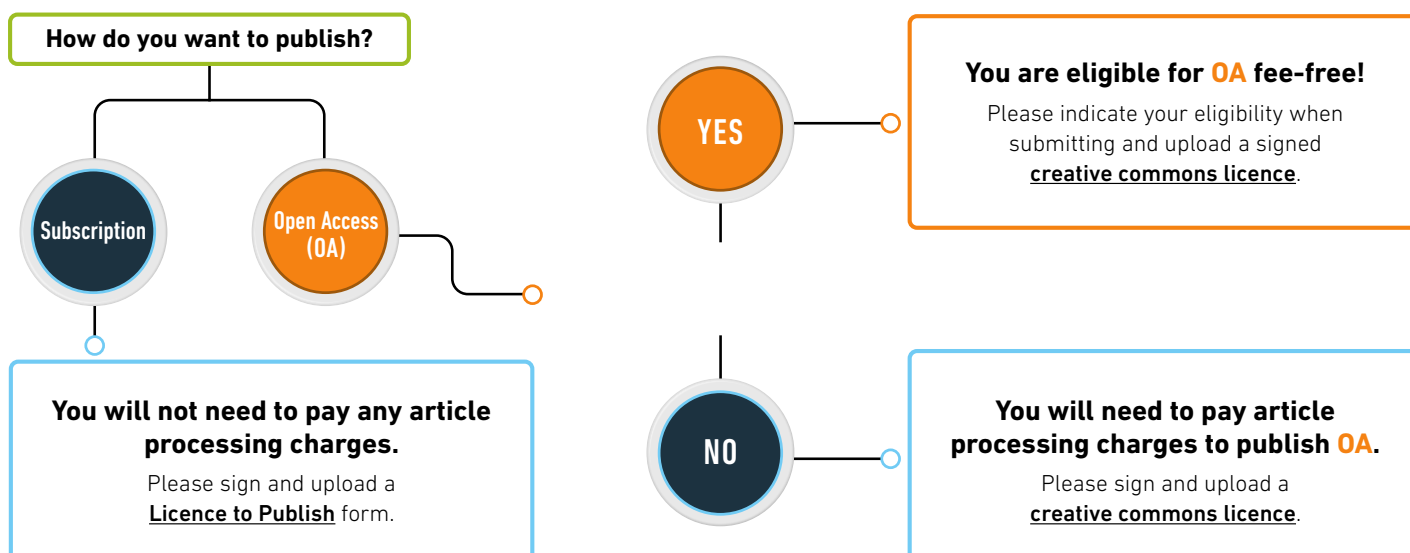 How do you want to publish?
Subscription
Open Access
(OA)
You will not need to pay any article
processing charges.
Please sign and upload a
Licence to Publish form.
YES
You are eligible for OA fee-free!
Please indicate your eligibility when
submitting and upload a signed
creative commons licence.
NO
You will need to pay article
processing charges to publish OA.
Please sign and upload a
creative commons licence.